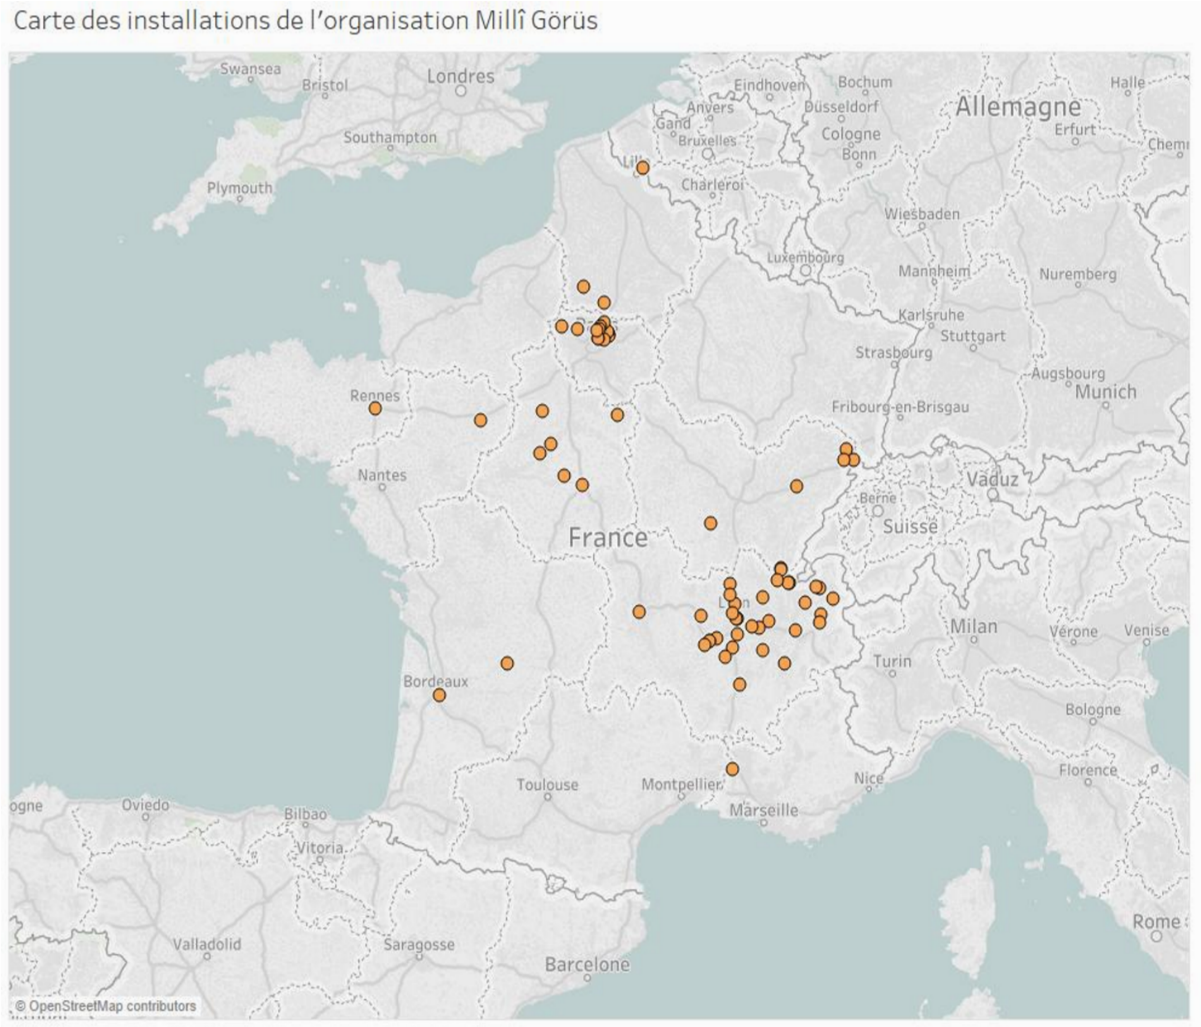 Carte des installations de l'organisation Millî Görüs
Swansea
Bristol
Londres
Southampton
Plymouth
Eindhoven
Bochum
Halle
Anvers
Düsseldorf
Allemagne
Gand
Cologne
Erfurt
Bruxelles
Bonn
Charleroi
Wiesbaden
Luxembourg
Mannheim
Nuremberg
Karlsruhe
Stuttgart
Strasbourg
Augsbourg
Munich
Rennes
Fribourg-en-Brisgau
Nantes
Vaduz
Berne
Suisse
France
Milan
Vérone
Venise
Turin
Bordeaux
Bologne
Toulouse
Montpellier
Nice
Florence
Marseille
ogne
Oviedo
Bilbao
Vitoria
Rome
Valladolid
Saragosse
Barcelone
© OpenStreetMap contributors